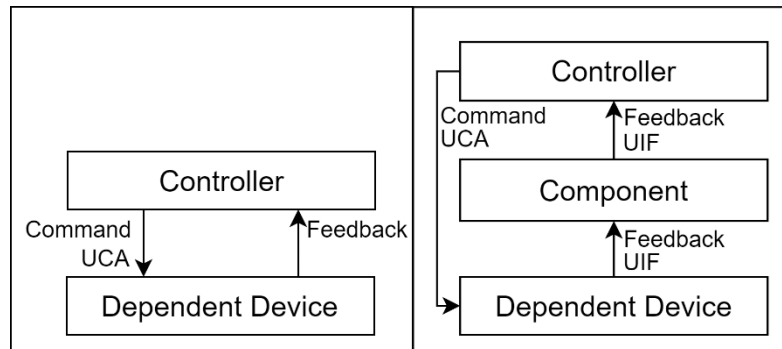 Controller
Command
UCA
Feedback
Dependent Device
Controller
Command
UCA
Feedback
UIF
Component
Feedback
UIF
Dependent Device